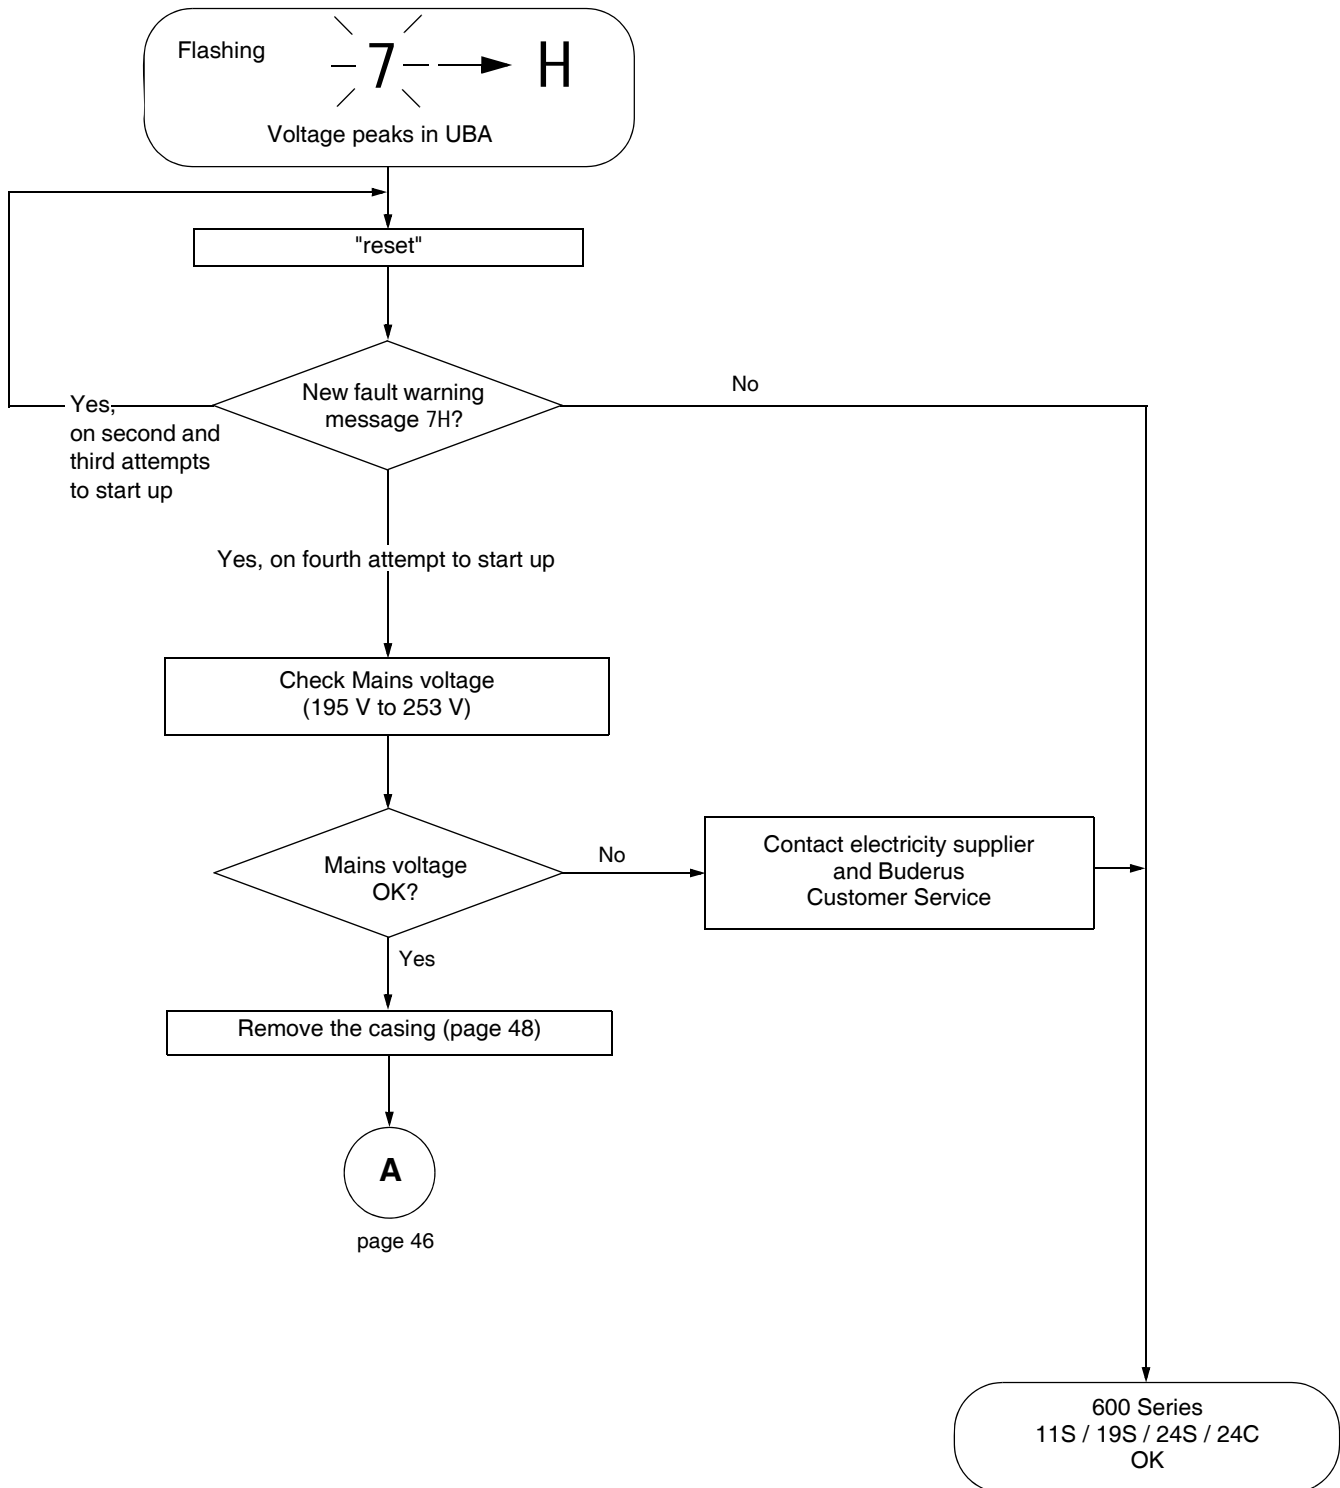 Flashing
7 H
Voltage peaks in UBA
"reset"
New fault warning
message 7H?
No
Yes,
on second and
third attempts
to start up
Yes, on fourth attempt to start up
Check Mains voltage
(195 V to 253 V)
Mains voltage
OK?
No
Contact electricity supplier
and Buderus
Customer Service
Yes
Remove the casing (page 48)
A
page 46
600 Series
11S / 19S / 24S / 24C
OK